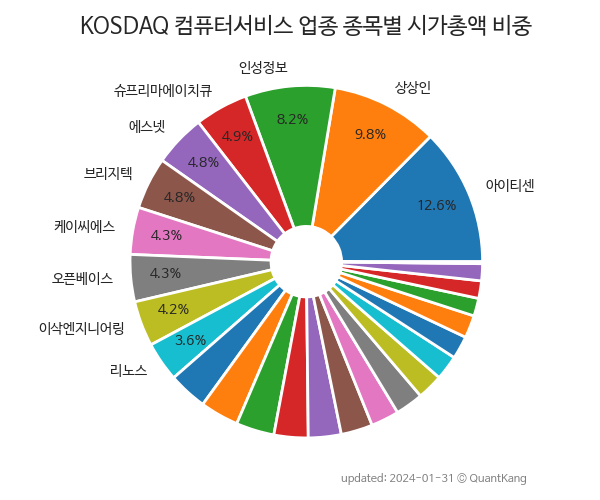 KOSDAQ 컴퓨터서비스 업종 종목별 시가총액 비중
인성정보
슈프리마에이치큐
상상인
에스넷
브리지텍
아이티센
케이씨에스
오픈베이스
이삭엔지니어링
리노스
8.2%
4.9%
9.8%
4.8%
4.8%
12.6%
4.3%
4.3%
4.2%
3.6%
updated: 2024-01-31 © QuantKang